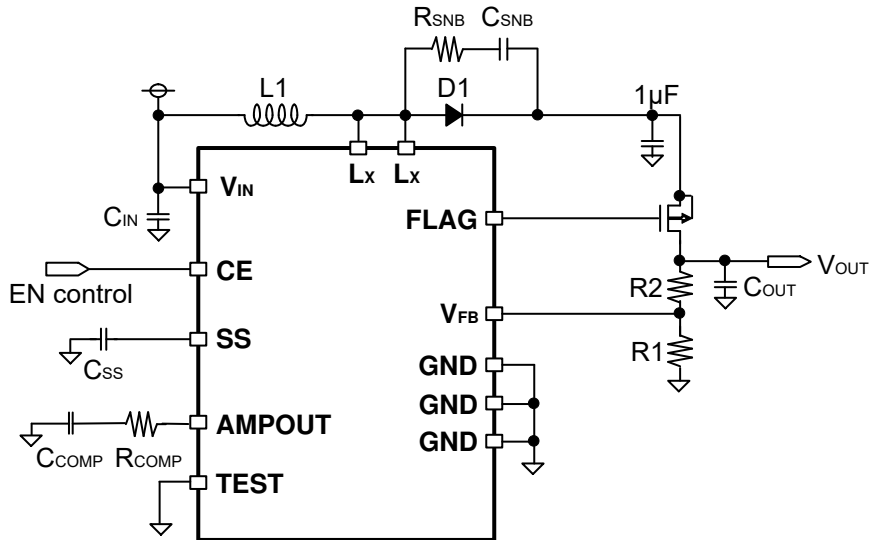 RSNB CSNB
L1
D1
1µF
LX LX
VIN
CIN
FLAG
CE
EN control
VOUT
R2
COUT
VFB
SS
CSS
R1
GND
GND
GND
AMPOUT
CCOMP RCOMP
TEST